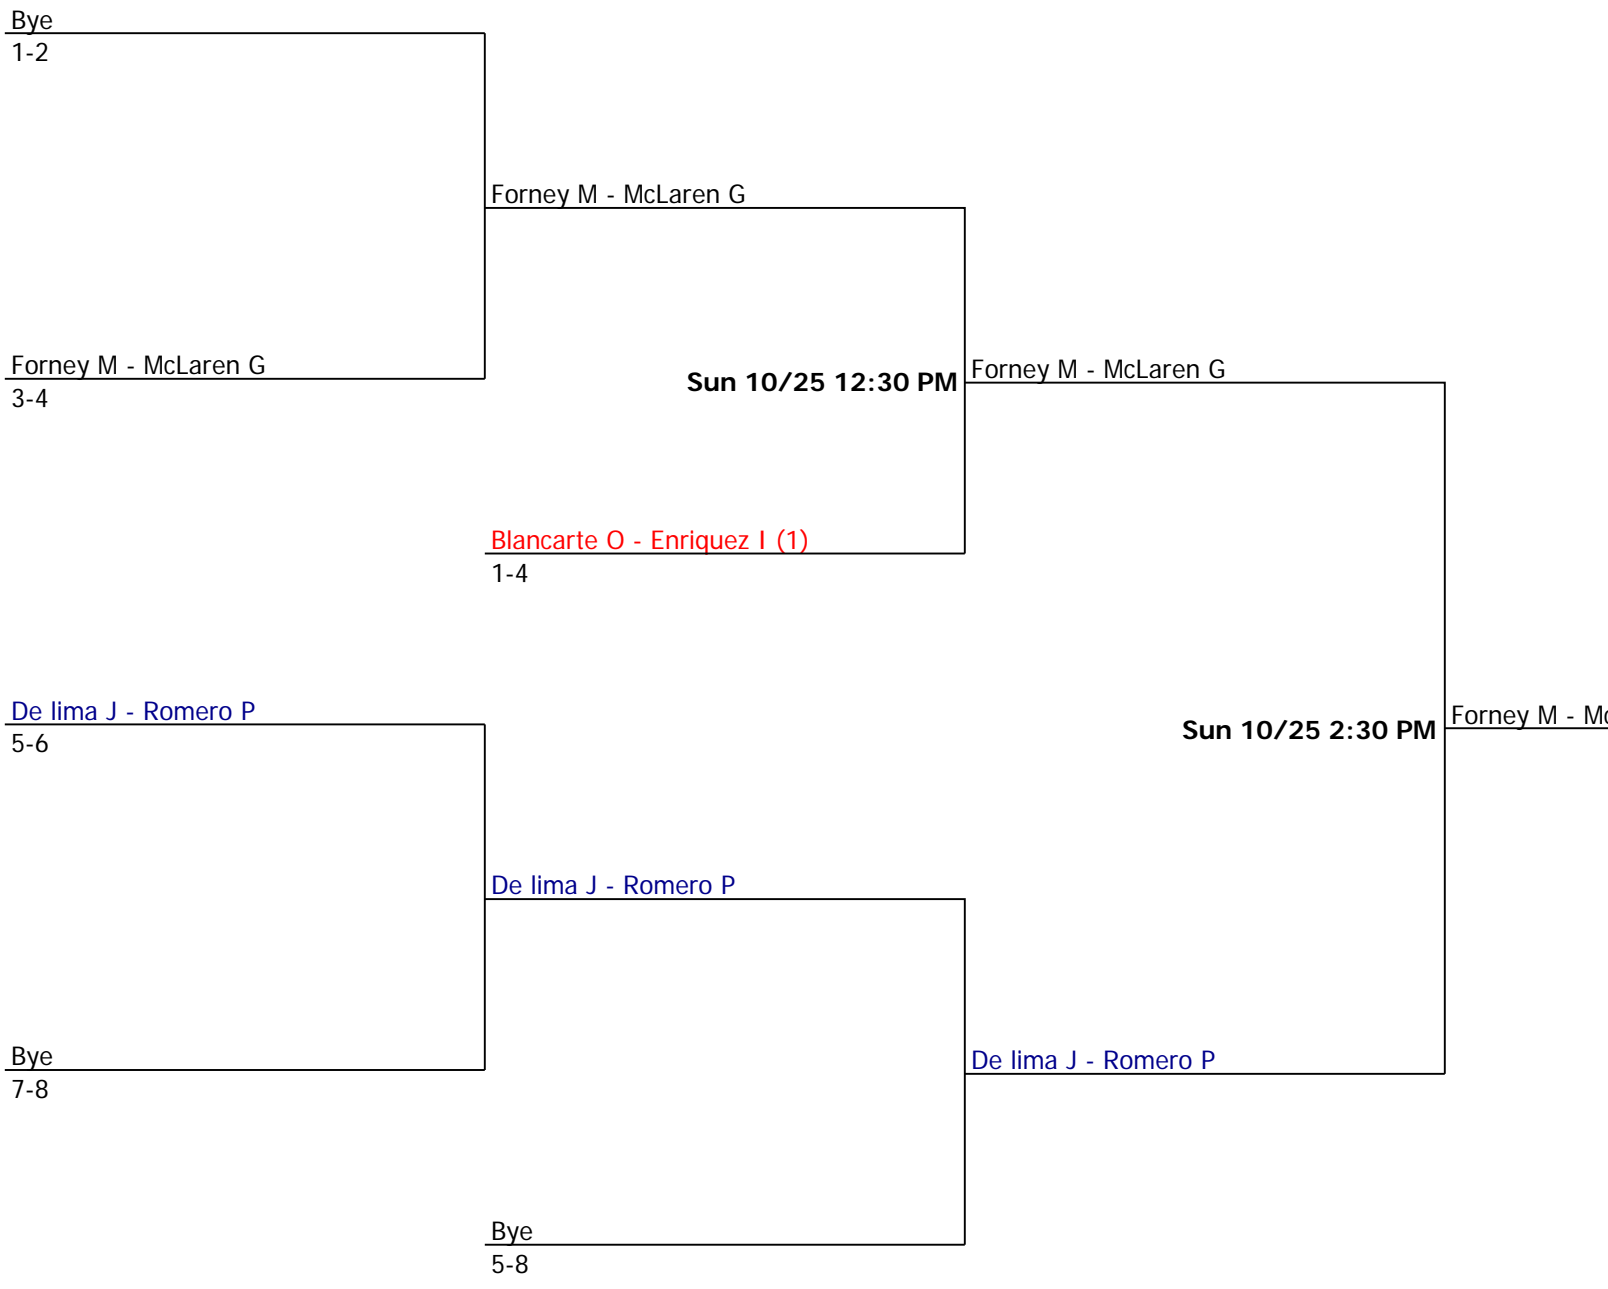 Bye
1-2
Forney M - McLaren G
Forney M - McLaren G
3-4
Sun 10/25 12:30 PM
Forney M - McLaren G
Blancarte O - Enriquez I (1)
1-4
De lima J - Romero P
5-6
Sun 10/25 2:30 PM
Forney M - Mc
De lima J - Romero P
Bye
7-8
De lima J - Romero P
Bye
5-8